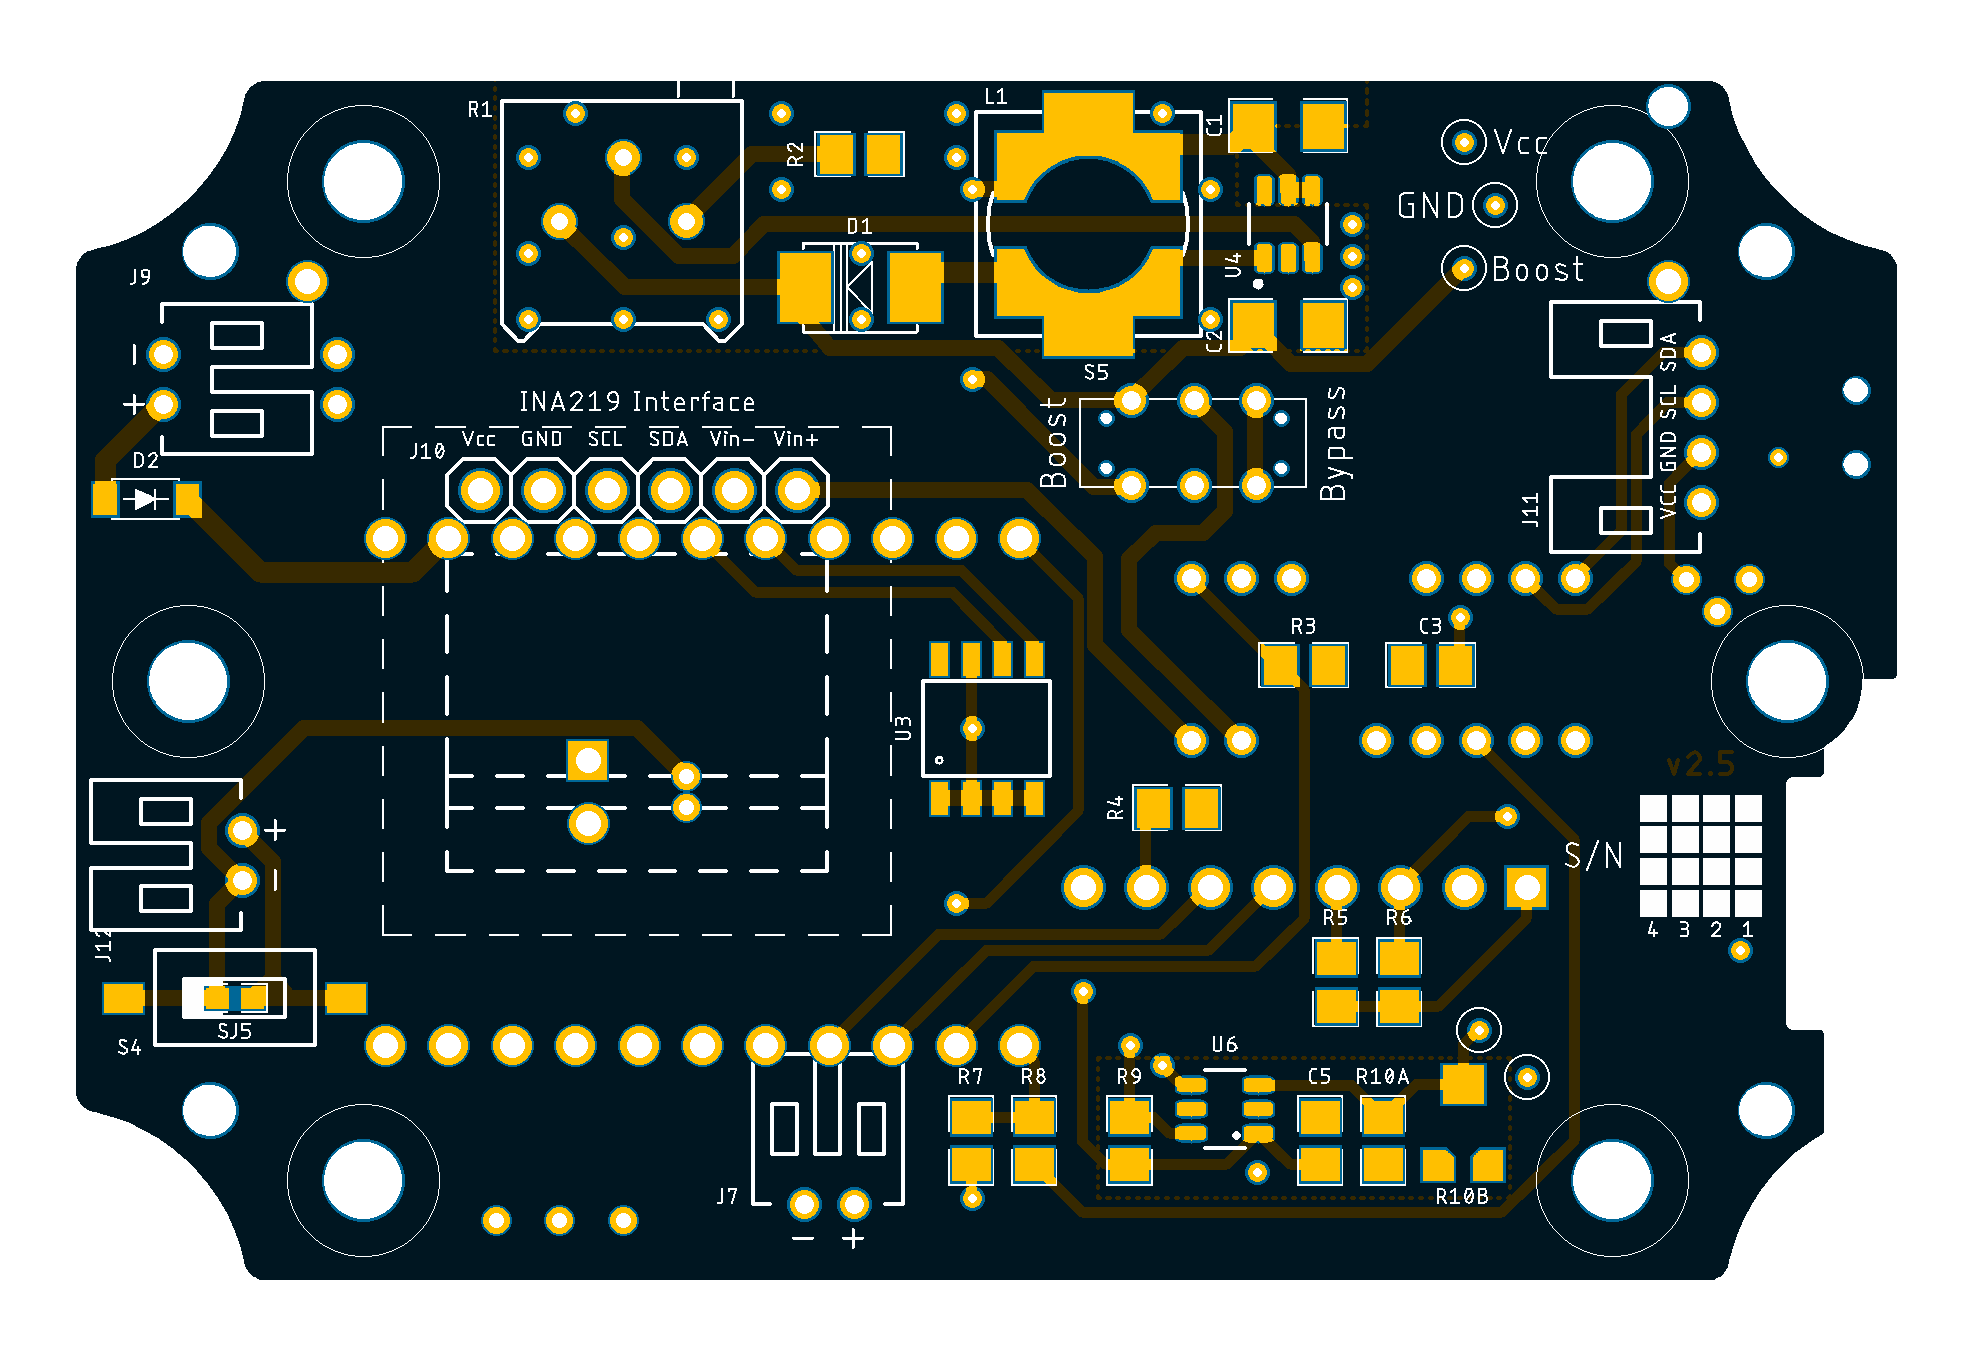 R1
L1
C1
R2
Vcc
GND
D1
U4
Boost
J9
C2
SDA
S5
SCL
INA219 Interface
Boost
Bypass
Vcc GND SCL SDA Vin- Vin+
J10
GND
D2
VCC
J11
- +
R3
C3
U3
v2.5
R4
+ -
S/N
R5 R6
4 3 2 1
J12
SJ5
S4
U6
R7 R8 R9 C5 R10A
J7
R10B
- +